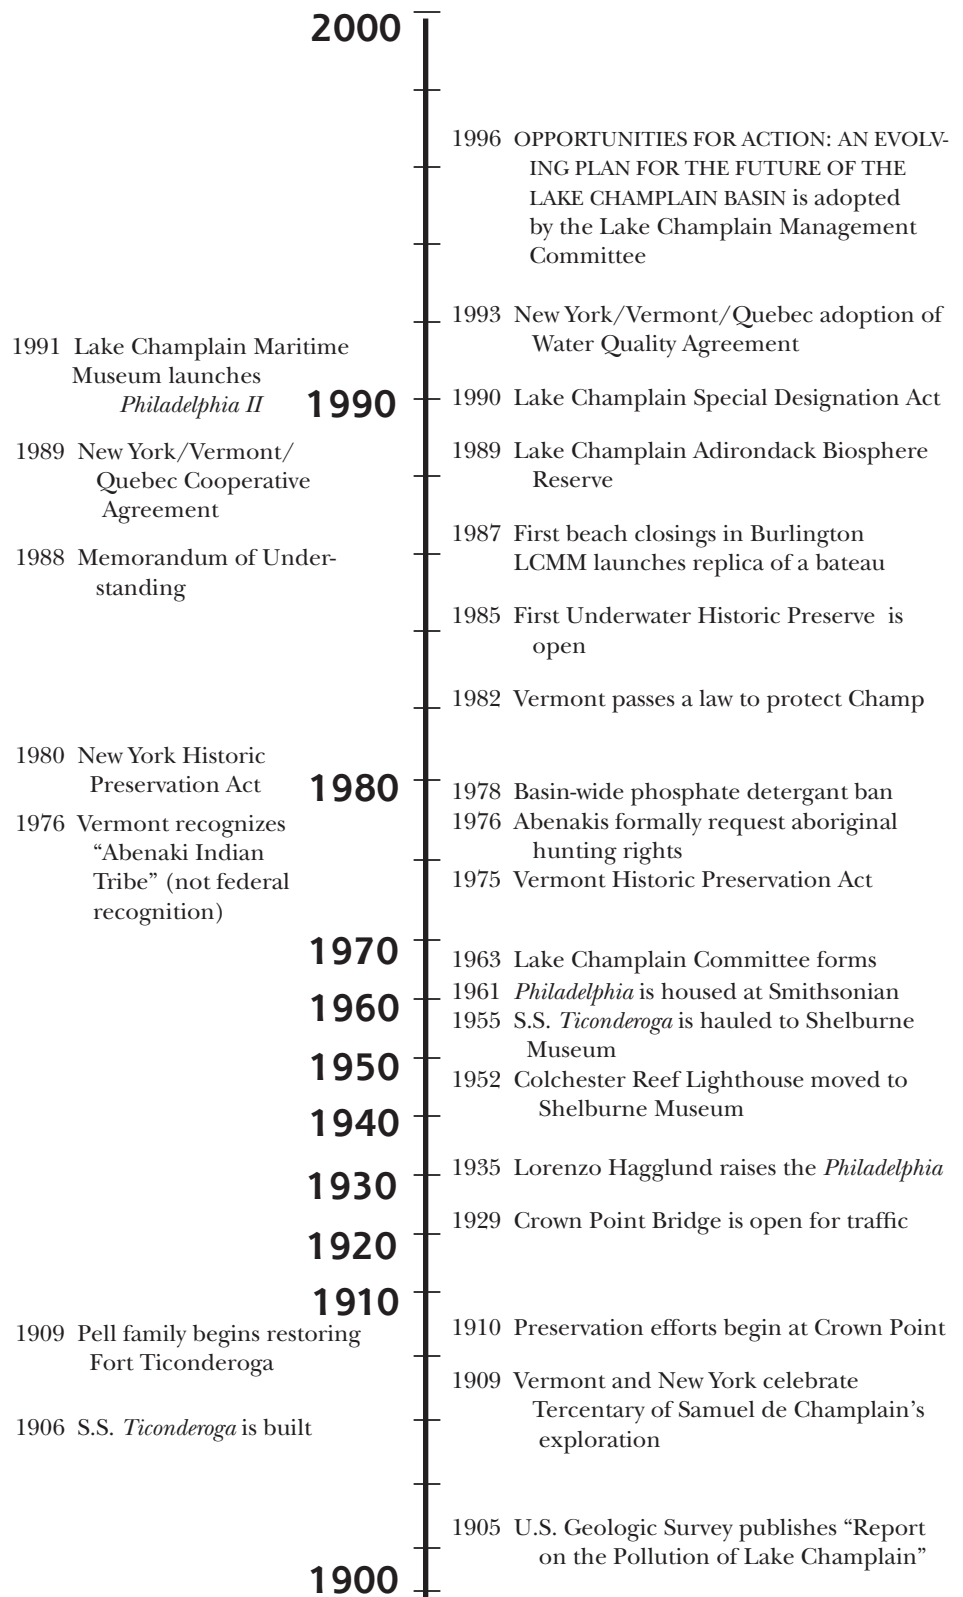 2000
1996 OPPORTUNITIES FOR ACTION: AN EVOLV-
ING PLAN FOR THE FUTURE OF THE
LAKE CHAMPLAIN BASIN is adopted
by the Lake Champlain Management
Committee
1993 New York/Vermont/Quebec adoption of
Water Quality Agreement
1991 Lake Champlain Maritime
Museum launches
Philadelphia II
1990
1990 Lake Champlain Special Designation Act
1989 New York/Vermont/
Quebec Cooperative
Agreement
1989 Lake Champlain Adirondack Biosphere
Reserve
1987 First beach closings in Burlington
LCMM launches replica of a bateau
1988 Memorandum of Under-
standing
1985 First Underwater Historic Preserve is
open
1982 Vermont passes a law to protect Champ
1980 New York Historic
Preservation Act
1980
1978 Basin-wide phosphate detergant ban
1976 Vermont recognizes
“Abenaki Indian
Tribe” (not federal
recognition)
1976 Abenakis formally request aboriginal
hunting rights
1975 Vermont Historic Preservation Act
1970
1963 Lake Champlain Committee forms
1961 Philadelphia is housed at Smithsonian
1960
1955 S.S. Ticonderoga is hauled to Shelburne
Museum
1950
1952 Colchester Reef Lighthouse moved to
Shelburne Museum
1940
1935 Lorenzo Hagglund raises the Philadelphia
1930
1929 Crown Point Bridge is open for traffic
1920
1910
1910 Preservation efforts begin at Crown Point
1909 Pell family begins restoring
Fort Ticonderoga
1909 Vermont and New York celebrate
Tercentary of Samuel de Champlain’s
exploration
1906 S.S. Ticonderoga is built
1905 U.S. Geologic Survey publishes “Report
on the Pollution of Lake Champlain”
1900